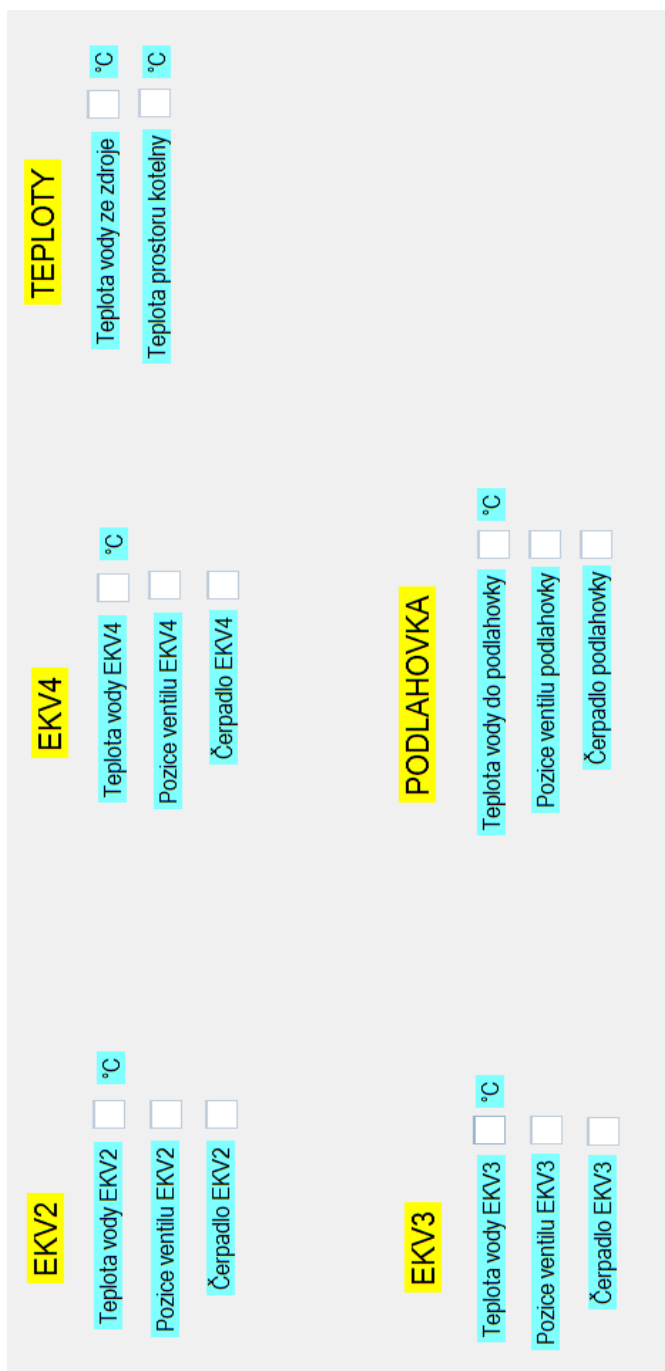 EKV2
Teplota vody EKV2 °C
Pozice ventilu EKV2
Čerpadlo EKV2
EKV4
Teplota vody EKV4 °C
Pozice ventilu EKV4
Čerpadlo EKV4
TEPLOTY
Teplota vody ze zdroje °C
Teplota prostoru kotelny °C
EKV3
Teplota vody EKV3 °C
Pozice ventilu EKV3
Čerpadlo EKV3
PODLAHOVKA
Teplota vody do podlahovky °C
Pozice ventilu podlahovky
Čerpadlo podlahovky